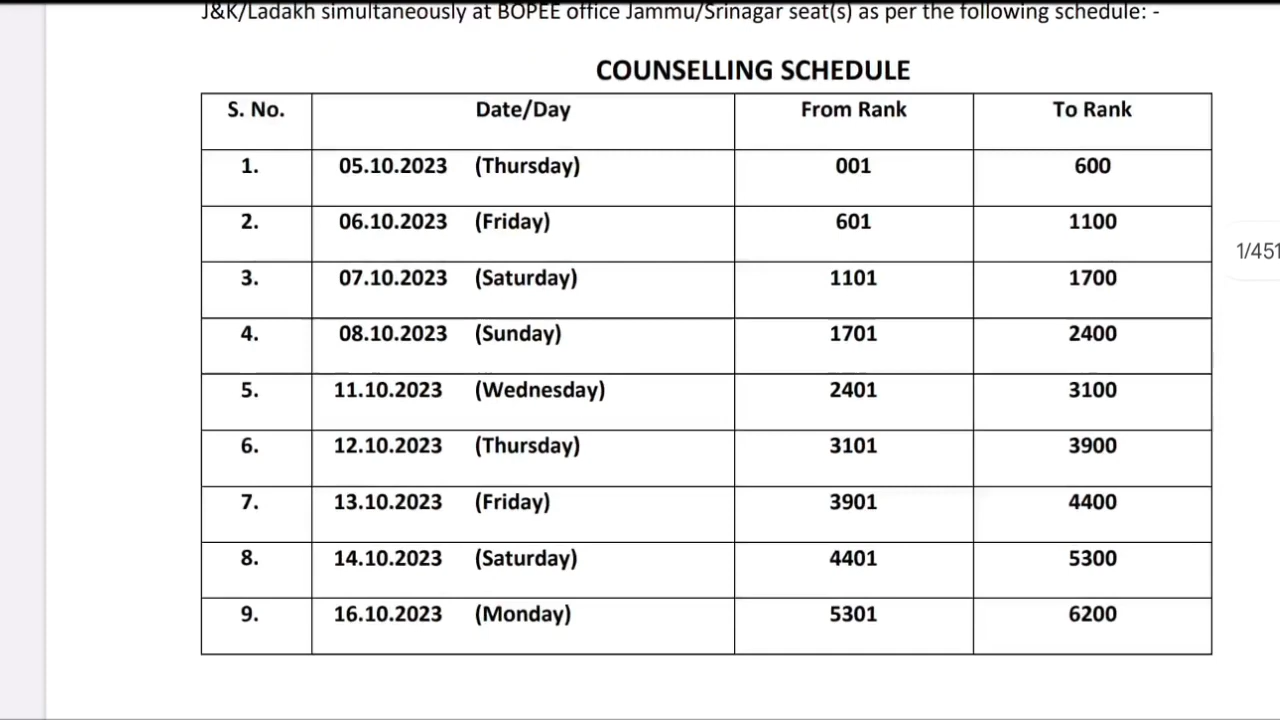 J&K/Ladakh simultaneously at BOPEE office Jammu/Srinagar seat(s) as per the following schedule: -
COUNSELLING SCHEDULE
S. No. Date/Day From Rank To Rank
1. 05.10.2023 (Thursday) 001 600
2. 06.10.2023 (Friday) 601 1100
3. 07.10.2023 (Saturday) 1101 1700
4. 08.10.2023 (Sunday) 1701 2400
5. 11.10.2023 (Wednesday) 2401 3100
6. 12.10.2023 (Thursday) 3101 3900
7. 13.10.2023 (Friday) 3901 4400
8. 14.10.2023 (Saturday) 4401 5300
9. 16.10.2023 (Monday) 5301 6200
1/451